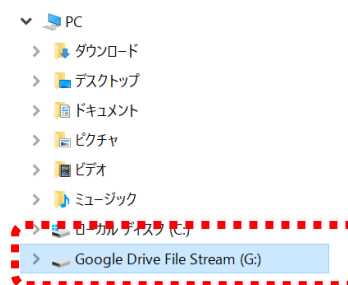 PC
ダウンロード
デスクトップ
ドキュメント
ピクチャ
ビデオ
ミュージック
ローカル ディスク (C:)
Google Drive File Stream (G:)